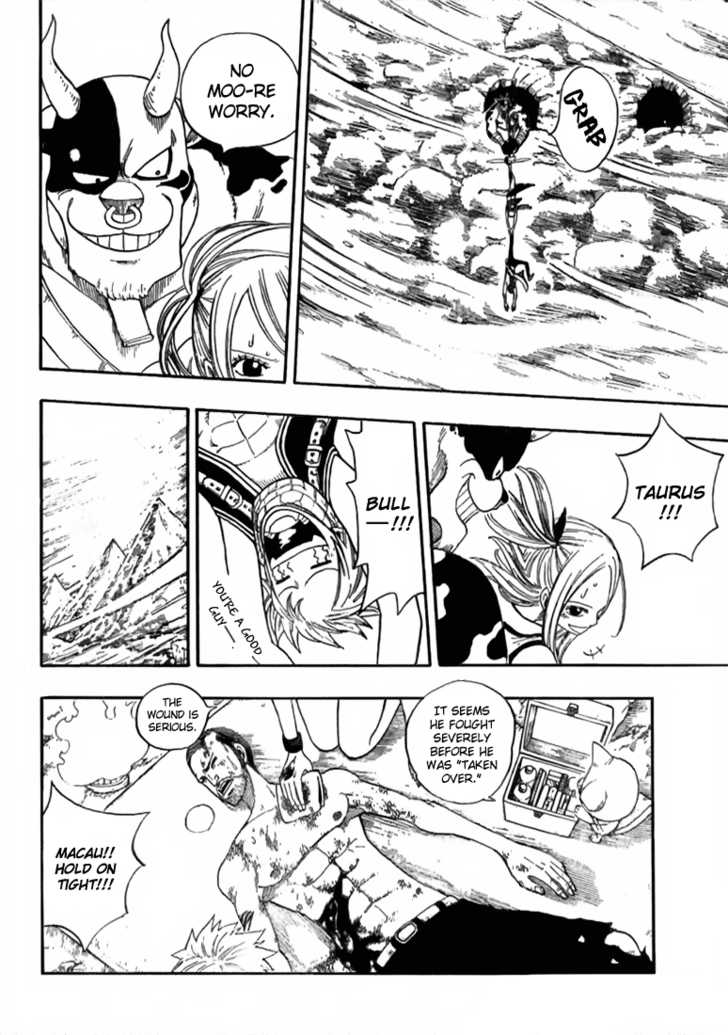 GRAB
NO
MOO-RE
WORRY.
TAURUS
!!!
BULL
—!!!
YOU'RE A GOOD
GUY—.
IT SEEMS
HE FOUGHT
SEVERELY
BEFORE HE
WAS "TAKEN
OVER."
THE
WOUND IS
SERIOUS.
MACAU!!
HOLD ON
TIGHT!!!